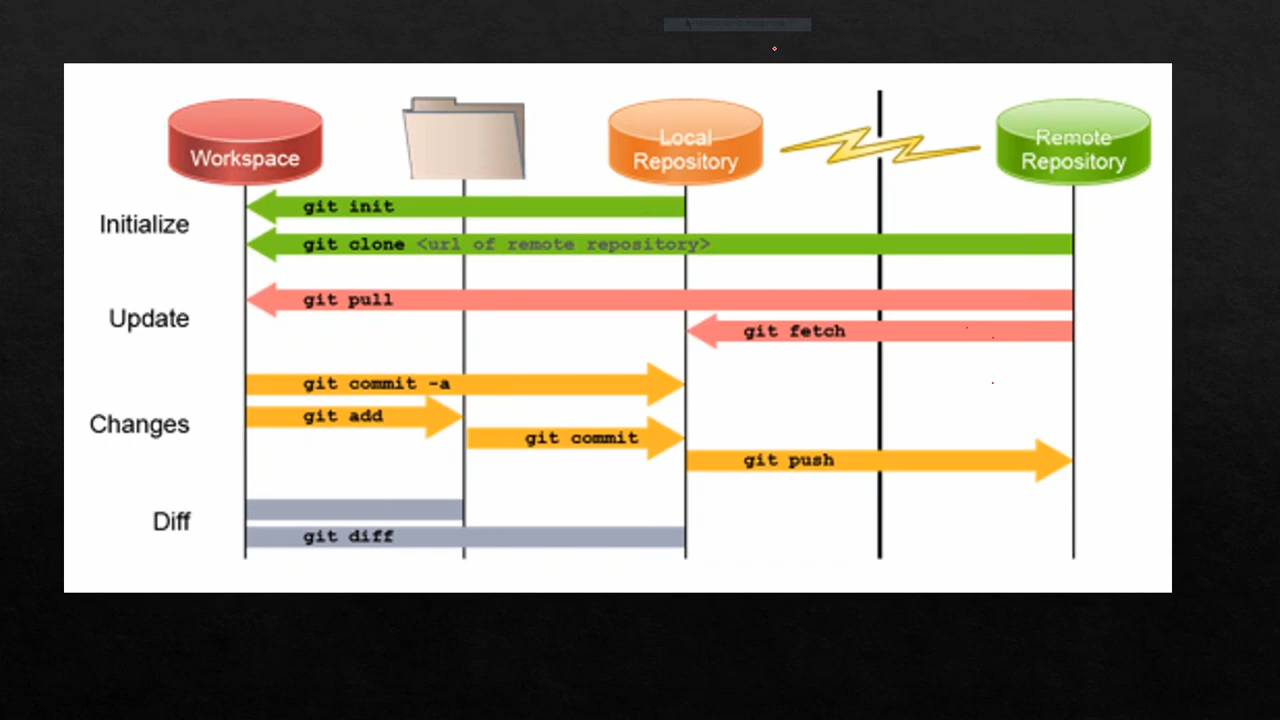 Workspace
Local
Repository
Remote
Repository
Initialize
git init
git clone <url of remote repository>
Update
git pull
git fetch
Changes
git commit -a
git add
git commit
git push
Diff
git diff